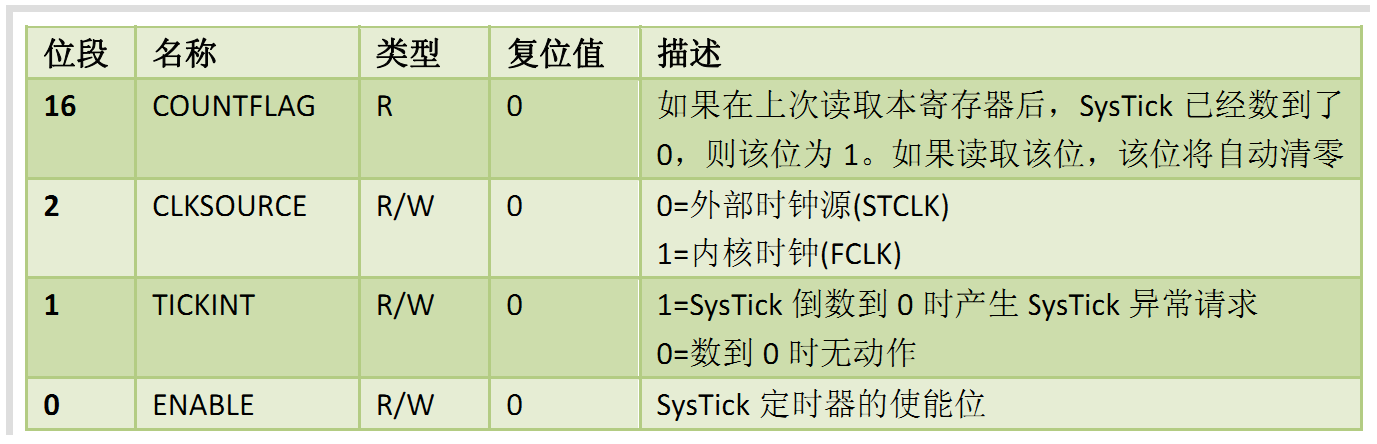 位段 名称 类型 复位值 描述
16 COUNTFLAG R 0 如果在上次读取本寄存器后，SysTick 已经数到了
0，则该位为 1。如果读取该位，该位将自动清零
2 CLKSOURCE R/W 0 0=外部时钟源(STCLK)
1=内核时钟(FCLK)
1 TICKINT R/W 0 1=SysTick 倒数到 0 时产生 SysTick 异常请求
0=数到 0 时无动作
0 ENABLE R/W 0 SysTick 定时器的使能位